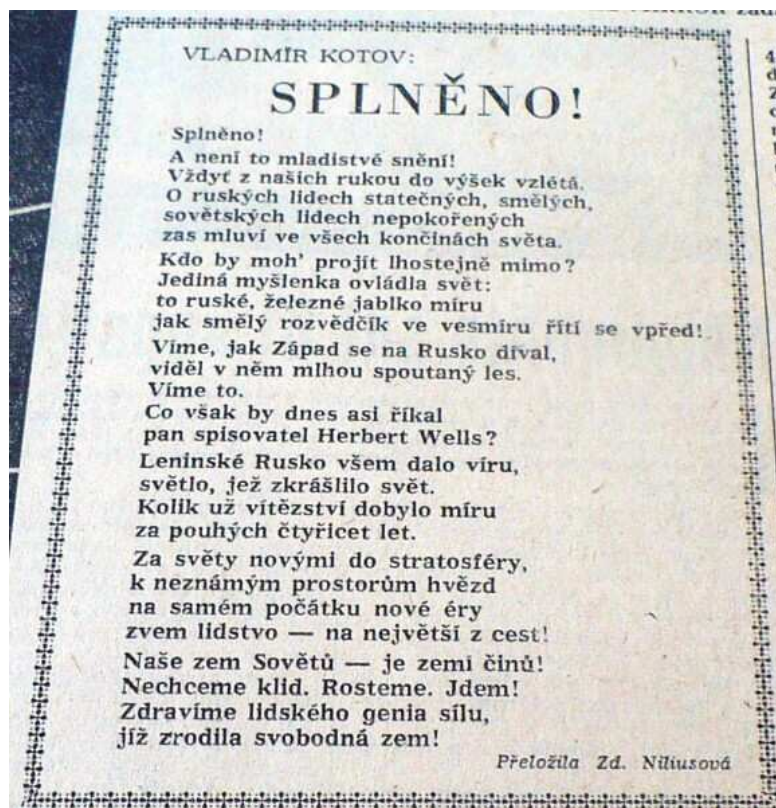 VLADIMÍR KOTOV:
SPLNĚNO!
Splněno!
A není to mladistvé snění!
Vždyť z našich rukou do výšek vzlétá.
O ruských lidech statečných, smělých,
sovětských lidech nepokořených
zas mluví ve všech končinách světa.
Kdo by moh' projít lhostejně mimo?
Jediná myšlenka ovládla svět:
to ruské, železné jablko míru
jak smělý rozvědčík ve vesmíru řítí se vpřed!
Víme, jak Západ se na Rusko díval,
viděl v něm mlhou spoutaný les.
Víme to.
Co však by dnes asi říkal
pan spisovatel Herbert Wells?
Leninské Rusko všem dalo víru,
světlo, jež zkrášlilo svět.
Kolik už vítězství dobylo míru
za pouhých čtyřicet let.
Za světy novými do stratosféry,
k neznámým prostorům hvězd
na samém počátku nové éry
zvem lidstvo — na největší z cest!
Naše zem Sovětů — je zemí činů!
Nechceme klid. Rosteme. Jdem!
Zdravíme lidského genia sílu,
jíž zrodila svobodná zem!
Přeložila Zd. Niliusová